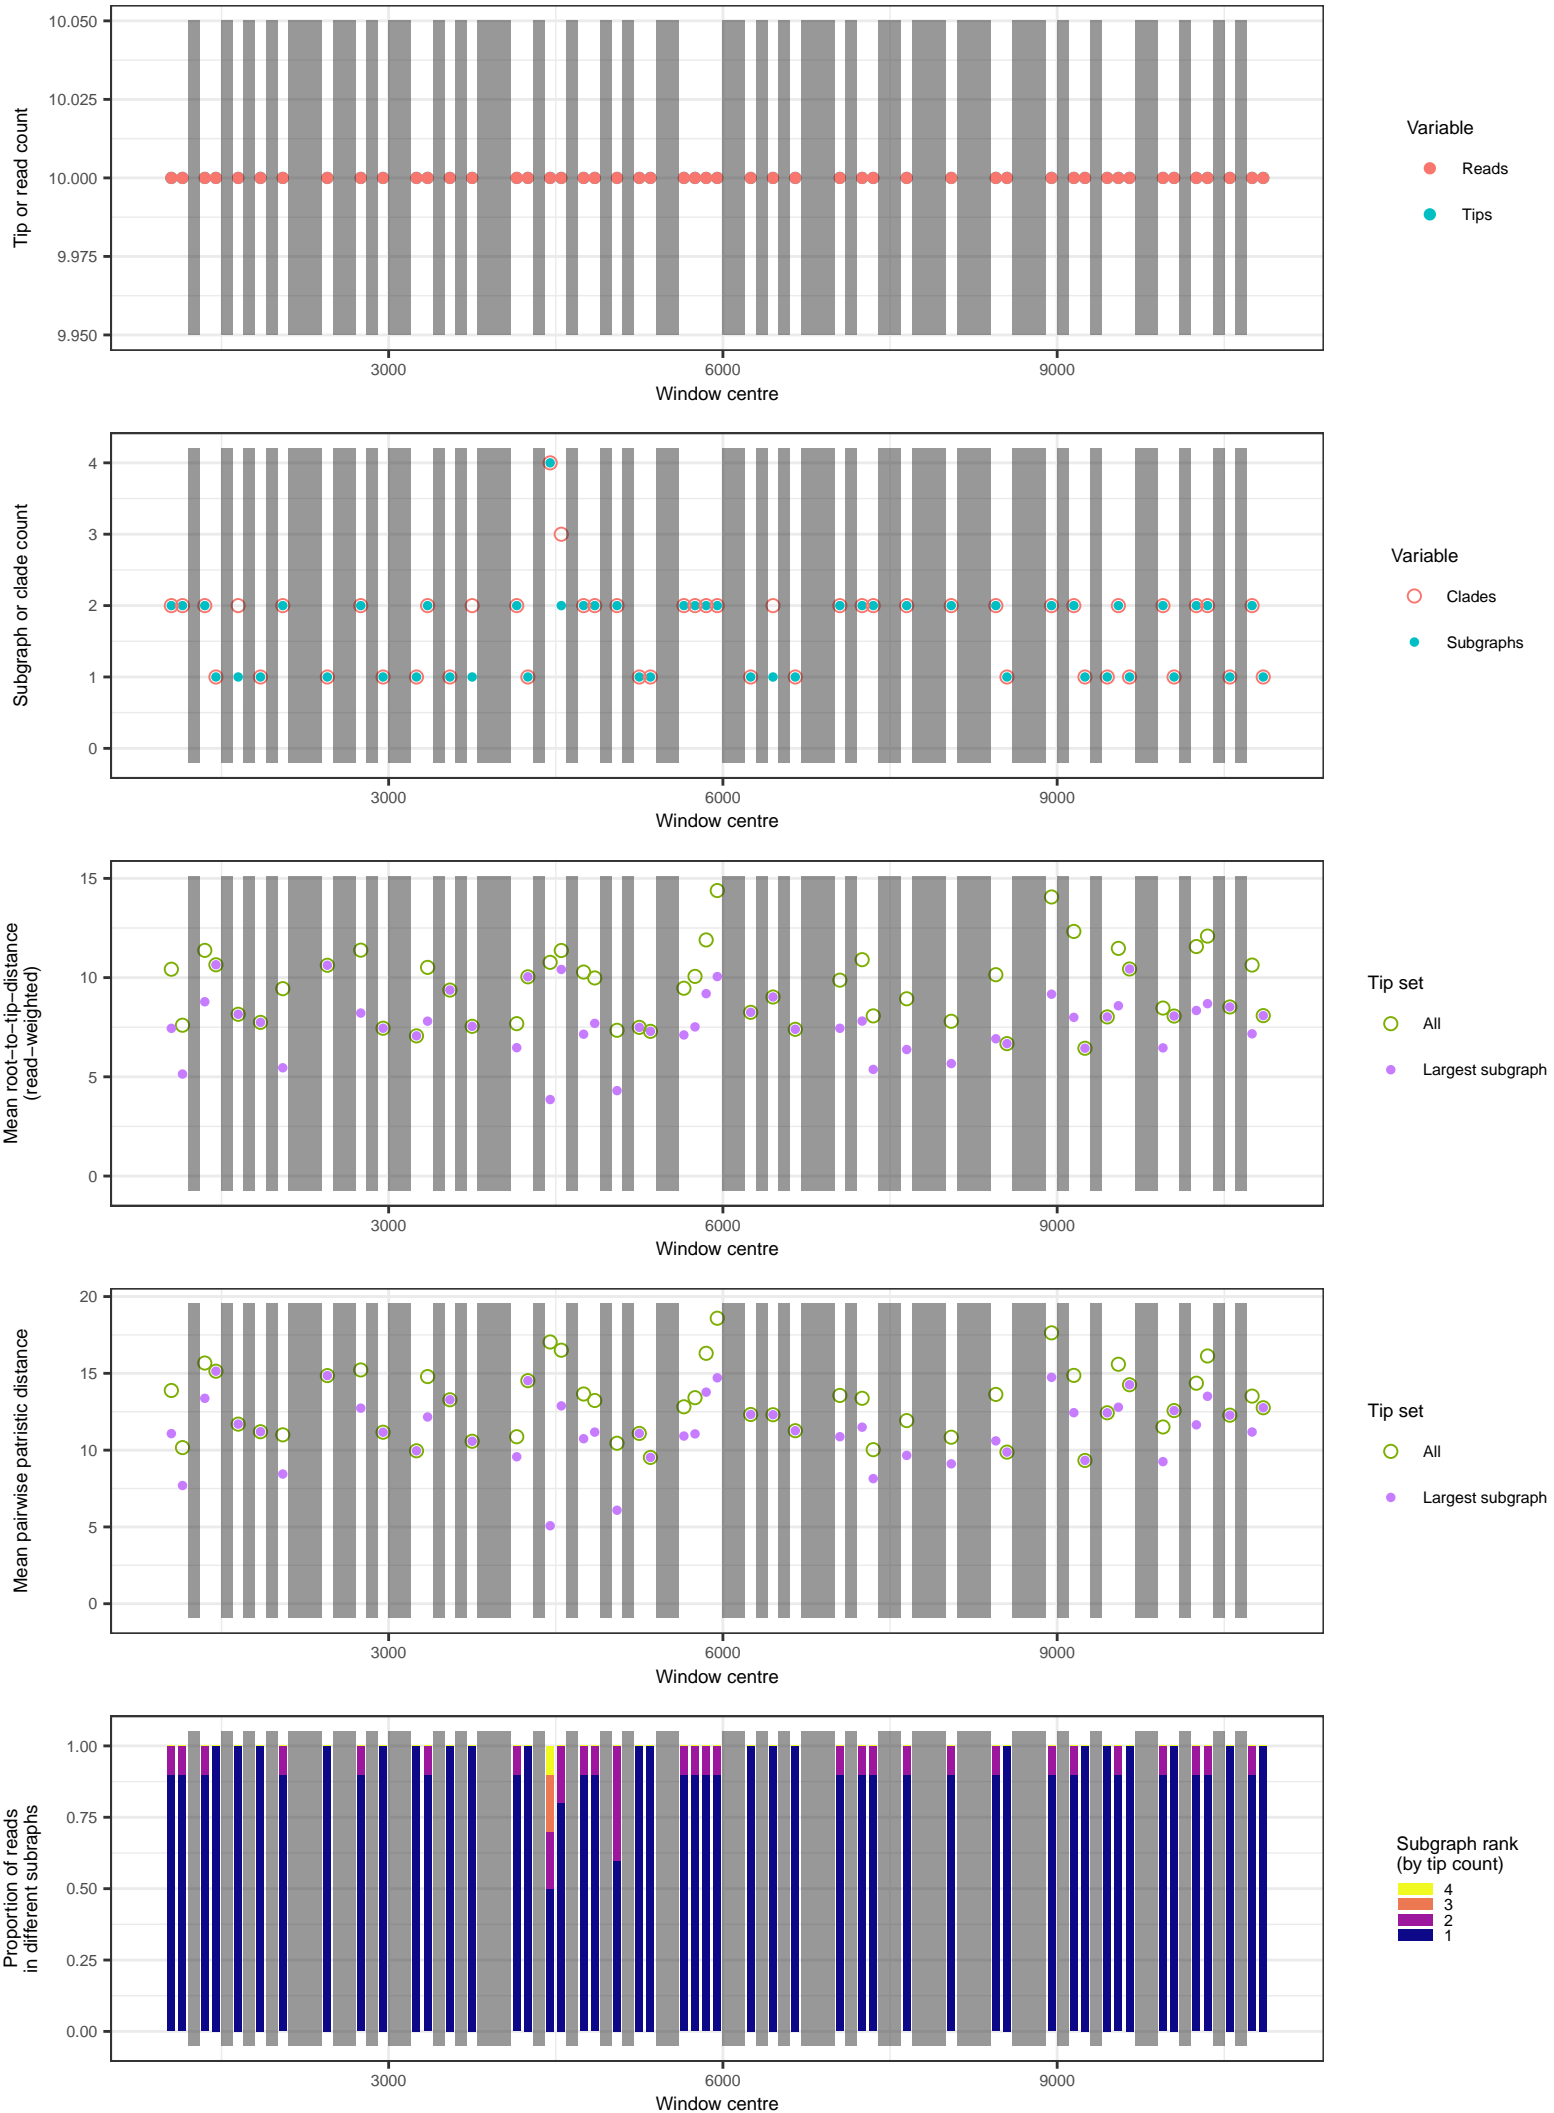 10.050
10.025
10.000
9.975
9.950
Tip or read count
3000
6000
9000
Window centre
Variable
Reads
Tips
4
3
2
1
0
Subgraph or clade count
3000
6000
9000
Window centre
Variable
Clades
Subgraphs
15
10
5
0
Mean root−to−tip−distance
(read−weighted)
3000
6000
9000
Window centre
Tip set
All
Largest subgraph
20
15
10
5
0
Mean pairwise patristic distance
3000
6000
9000
Window centre
Tip set
All
Largest subgraph
1.00
0.75
0.50
0.25
0.00
Proportion of reads
in different subraphs
3000
6000
9000
Window centre
Subgraph rank
(by tip count)
4
3
2
1